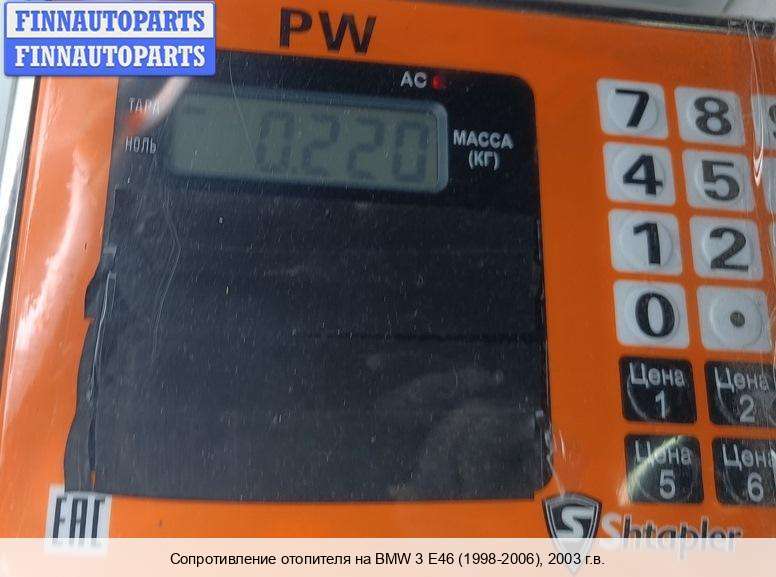 FINNAUTOPARTS
FINNAUTOPARTS
PW
AC
ТАРА
НОЛЬ
0.220
МАССА
(КГ)
7 8
4 5
1 2
0 .
Цена
1
Цена
2
Цена
5
Цена
6
EAC
S Shtapler
Сопротивление отопителя на BMW 3 E46 (1998-2006), 2003 г.в.